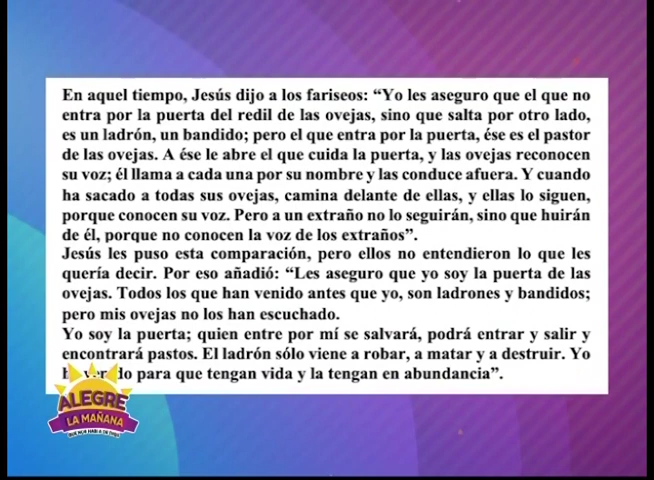 En aquel tiempo, Jesús dijo a los fariseos: “Yo les aseguro que el que no
entra por la puerta del redil de las ovejas, sino que salta por otro lado,
es un ladrón, un bandido; pero el que entra por la puerta, ése es el pastor
de las ovejas. A ése le abre el que cuida la puerta, y las ovejas reconocen
su voz; él llama a cada una por su nombre y las conduce afuera. Y cuando
ha sacado a todas sus ovejas, camina delante de ellas, y ellas lo siguen,
porque conocen su voz. Pero a un extraño no lo seguirán, sino que huirán
de él, porque no conocen la voz de los extraños”.
Jesús les puso esta comparación, pero ellos no entendieron lo que les
quería decir. Por eso añadió: “Les aseguro que yo soy la puerta de las
ovejas. Todos los que han venido antes que yo, son ladrones y bandidos;
pero mis ovejas no los han escuchado.
Yo soy la puerta; quien entre por mí se salvará, podrá entrar y salir y
encontrará pastos. El ladrón sólo viene a robar, a matar y a destruir. Yo
he venido para que tengan vida y la tengan en abundancia”.
ALEGRE
LA MAÑANA